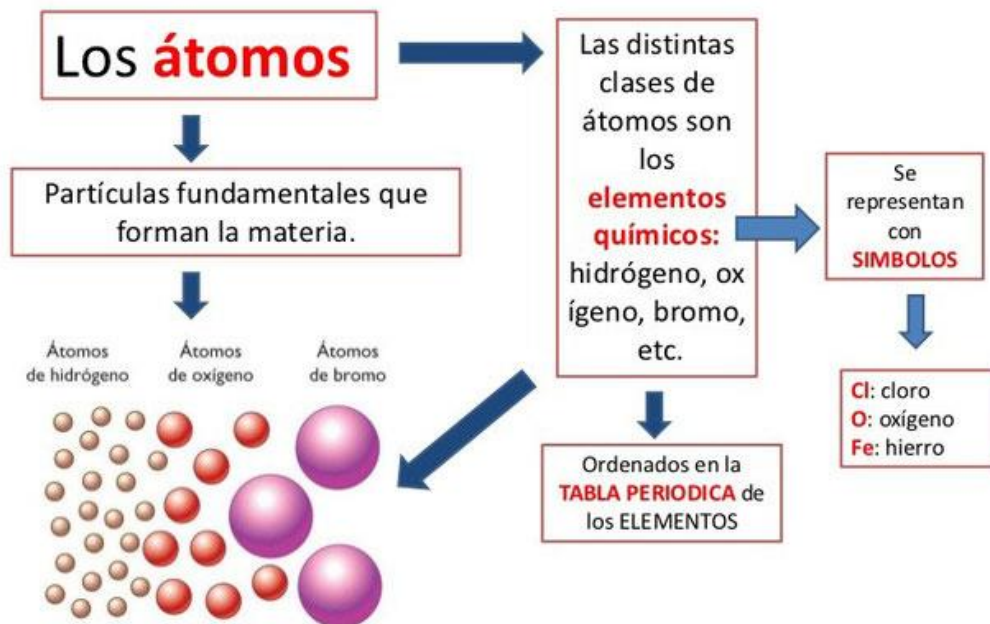 Los átomos
Partículas fundamentales que
forman la materia.
Átomos
de hidrógeno
Átomos
de oxígeno
Átomos
de bromo
Las distintas
clases de
átomos son
los
elementos
químicos:
hidrógeno, ox
ígeno, bromo,
etc.
Ordenados en la
TABLA PERIODICA de
los ELEMENTOS
Se
representan
con
SIMBOLOS
Cl: cloro
O: oxígeno
Fe: hierro